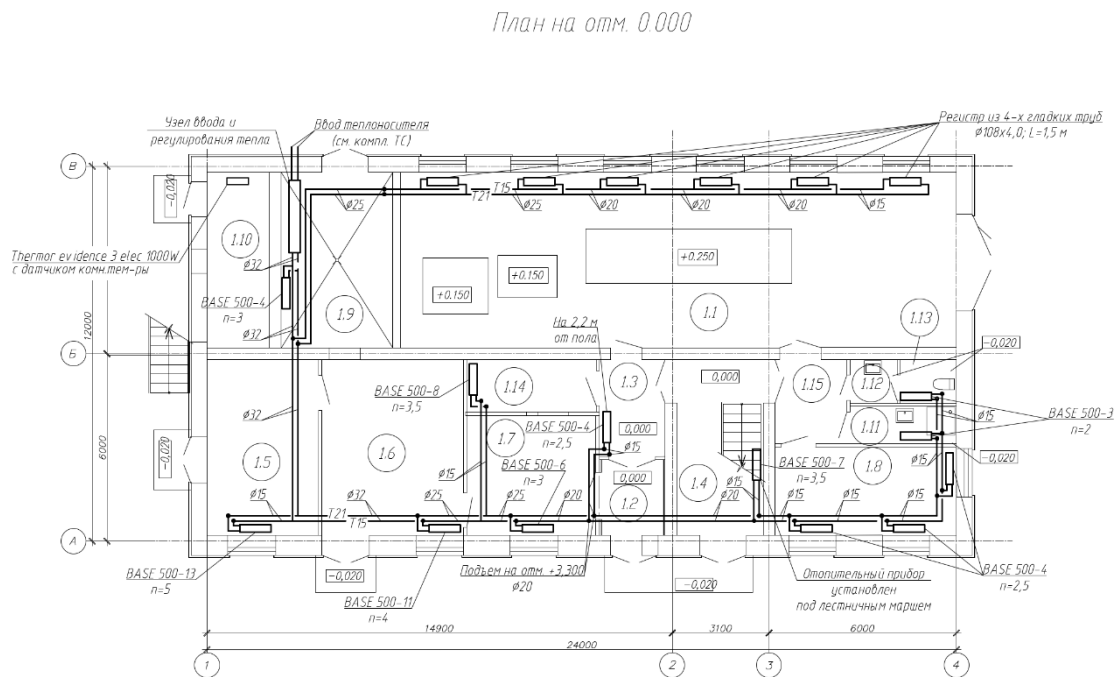 План на отм. 0.000
Узел ввода и
регулирования тепла
Ввод теплоносителя
(см. компл. ТС)
Регистр из 4-х гладких труб
ø108х4,0; L=1,5 м
В
-0,020
Т15
Т21
ø25
ø25
ø20
ø20
ø20
ø15
1.10
Thermor evidence 3 elec 1000W
с датчиком комн.тем-ры
ø32
BASE 500-4
n=3
ø32
1.9
+0.150
+0.150
+0.250
1.1
1.13
На 2,2 м
от пола
12000
Б
-0,020
BASE 500-8
n=3,5
1.14
1.3
0,000
1.15
1.12
ø15
BASE 500-3
n=2
ø32
BASE 500-4
n=2,5
0,000
ø15
1.11
6000
-0,020
1.5
1.6
1.7
BASE 500-6
n=3
0,000
1.2
1.4
BASE 500-7
n=3,5
1.8
ø15
-0,020
ø15
ø15
ø15
ø32
ø25
ø25
ø20
ø20
ø15
ø15
ø15
Т21
Т15
А
BASE 500-13
n=5
-0,020
BASE 500-11
n=4
Подъем на отм. +3,300
ø20
-0,020
Отопительный прибор
установлен
под лестничным маршем
BASE 500-4
n=2,5
14900
3100
6000
24000
1
2
3
4